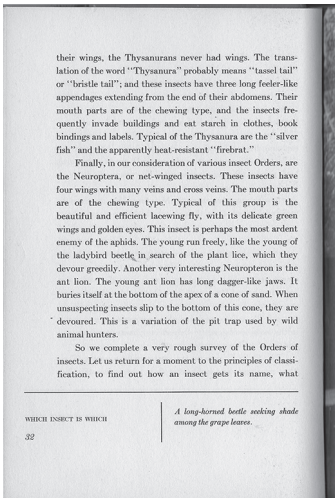 their wings, the Thysanurans never had wings. The trans-
lation of the word "Thysanura" probably means "tassel tail"
or "bristle tail"; and these insects have three long feeler-like
appendages extending from the end of their abdomens. Their
mouth parts are of the chewing type, and the insects fre-
quently invade buildings and eat starch in clothes, book
bindings and labels. Typical of the Thysanura are the "silver
fish" and the apparently heat-resistant "firebrat."
Finally, in our consideration of various insect Orders, are
the Neuroptera, or net-winged insects. These insects have
four wings with many veins and cross veins. The mouth parts
are of the chewing type. Typical of this group is the
beautiful and efficient lacewing fly, with its delicate green
wings and golden eyes. This insect is perhaps the most ardent
enemy of the aphids. The young run freely, like the young of
the ladybird beetle in search of the plant lice, which they
devour greedily. Another very interesting Neuropteron is the
ant lion. The young ant lion has long dagger-like jaws. It
buries itself at the bottom of the apex of a cone of sand. When
unsuspecting insects slip to the bottom of this cone, they are
devoured. This is a variation of the pit trap used by wild
animal hunters.
So we complete a very rough survey of the Orders of
insects. Let us return for a moment to the principles of classi-
fication, to find out how an insect gets its name, what
WHICH INSECT IS WHICH
32
A long-horned beetle seeking shade
among the grape leaves.